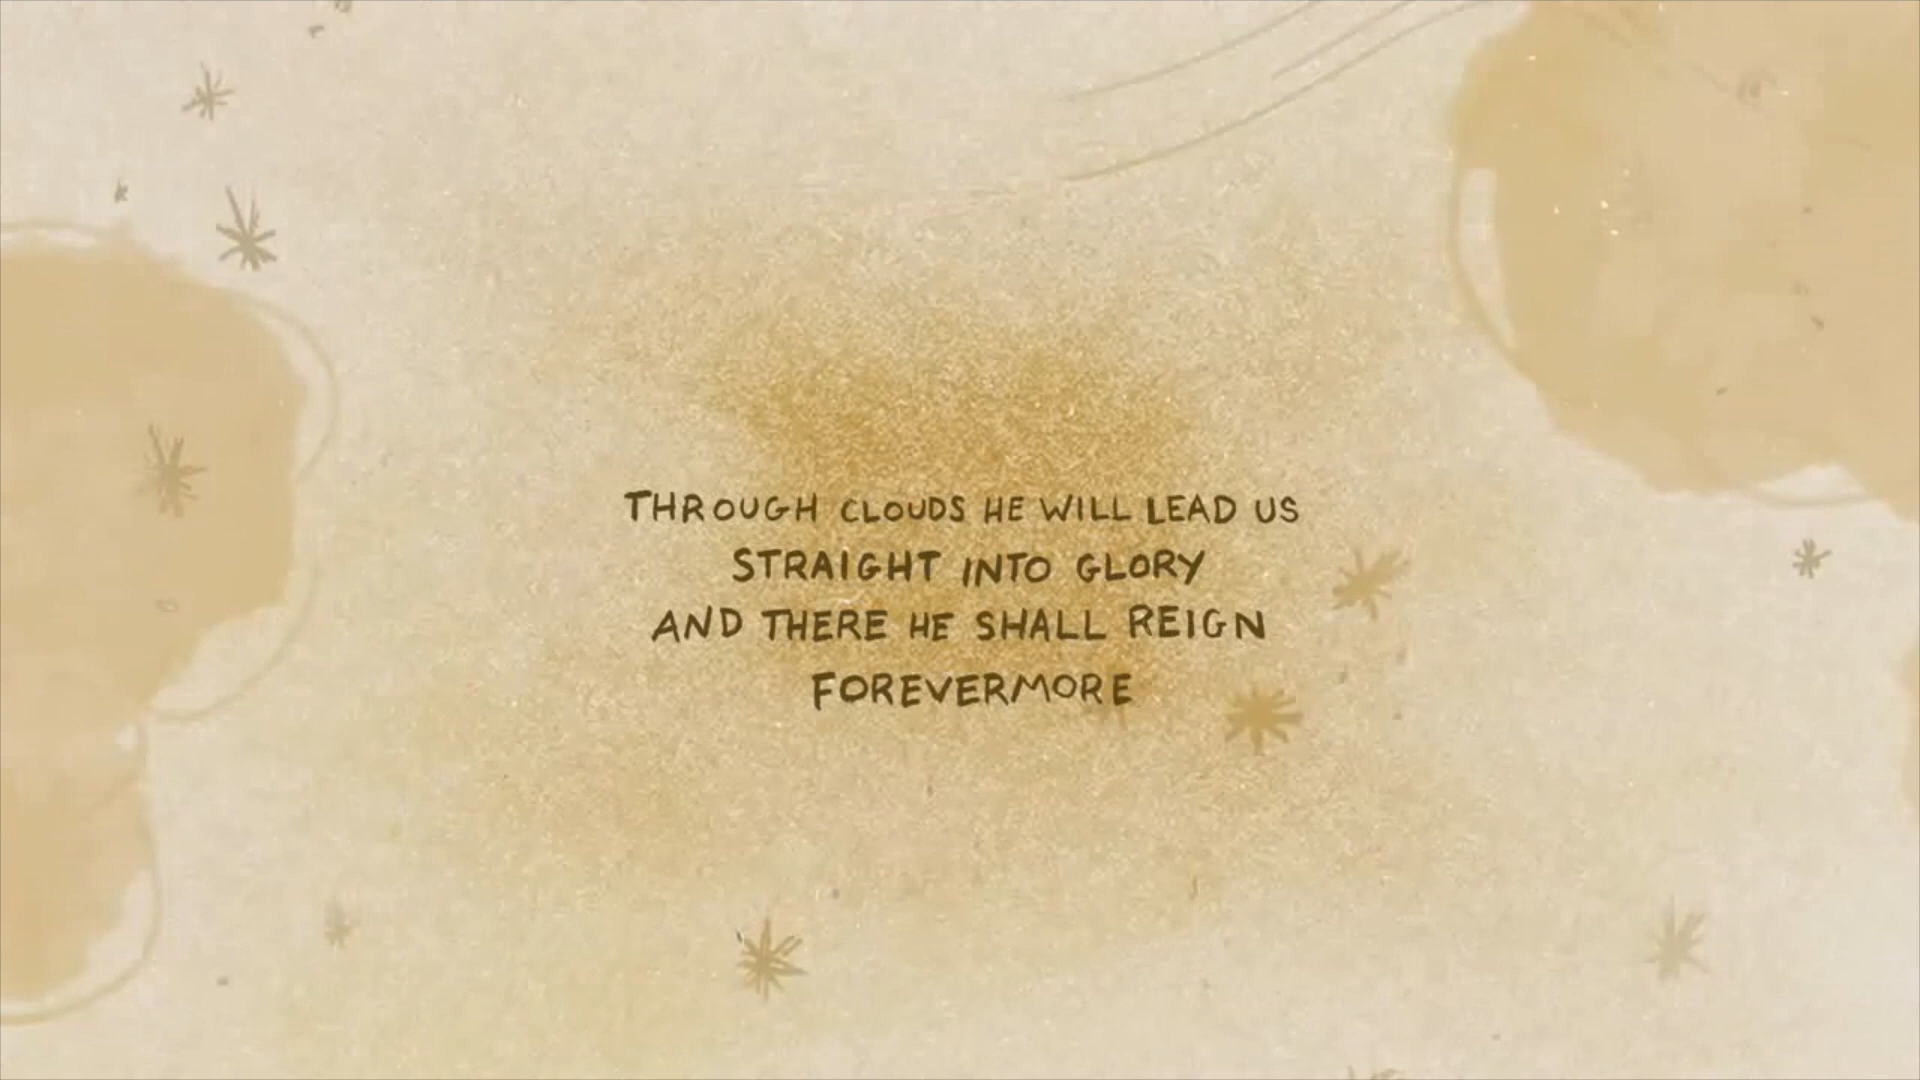 THROUGH CLOUDS HE WILL LEAD US
STRAIGHT INTO GLORY
AND THERE HE SHALL REIGN
FOREVERMORE